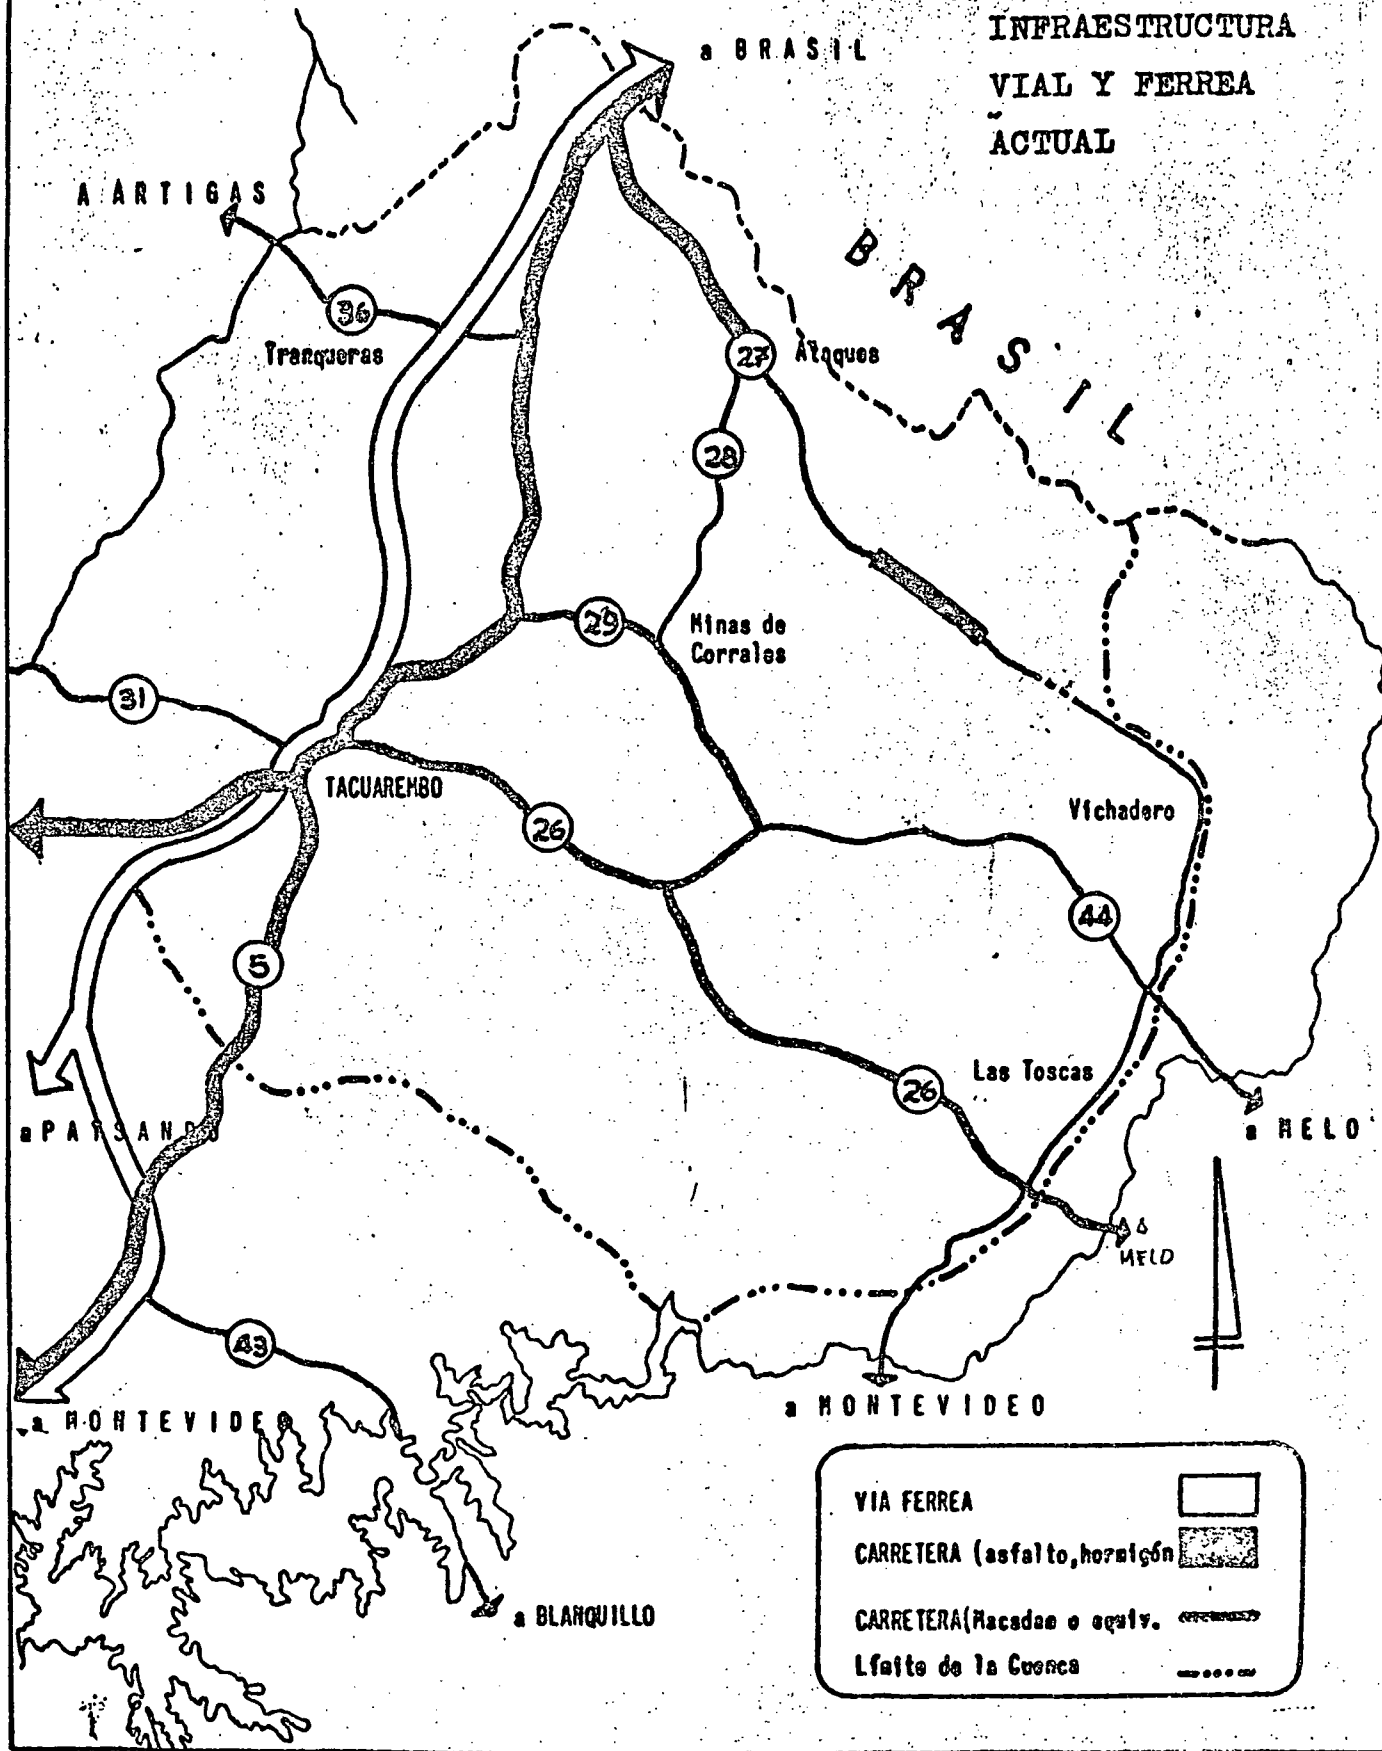 INFRAESTRUCTURA
VIAL Y FERREA
ACTUAL
a BRASIL
A ARTIGAS
BRASIL
36
Tranqueras
27
Ataques
28
29
Minas de
Corrales
31
TACUAREMBO
26
Vichadero
44
5
Las Toscas
26
a PAYSANDU
a MELO
A
MELO
43
a MONTEVIDEO
a MONTEVIDEO
VIA FERREA
CARRETERA (asfalto,hormigón
CARRETERA(Macadam o equiv.
Límite de la Cuenca
a BLANQUILLO